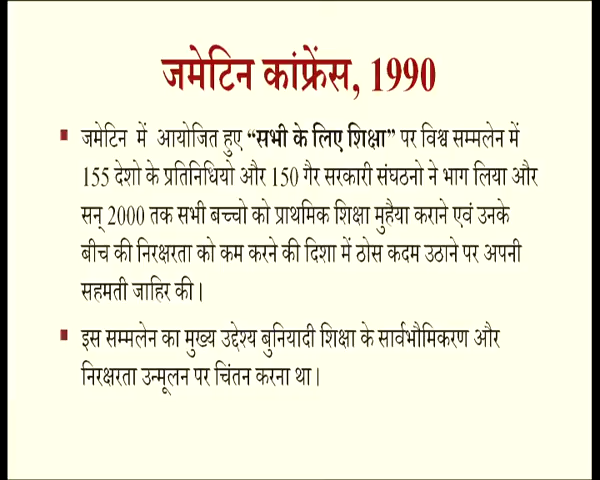 जमेटिन कांफ्रेंस, 1990
जमेटिन में आयोजित हुए “सभी के लिए शिक्षा” पर विश्व सम्मलेन में
155 देशो के प्रतिनिधियो और 150 गैर सरकारी संघठनो ने भाग लिया और
सन् 2000 तक सभी बच्चो को प्राथमिक शिक्षा मुहैया कराने एवं उनके
बीच की निरक्षरता को कम करने की दिशा में ठोस कदम उठाने पर अपनी
सहमती जाहिर की।
इस सम्मलेन का मुख्य उद्देश्य बुनियादी शिक्षा के सार्वभौमिकरण और
निरक्षरता उन्मूलन पर चिंतन करना था।